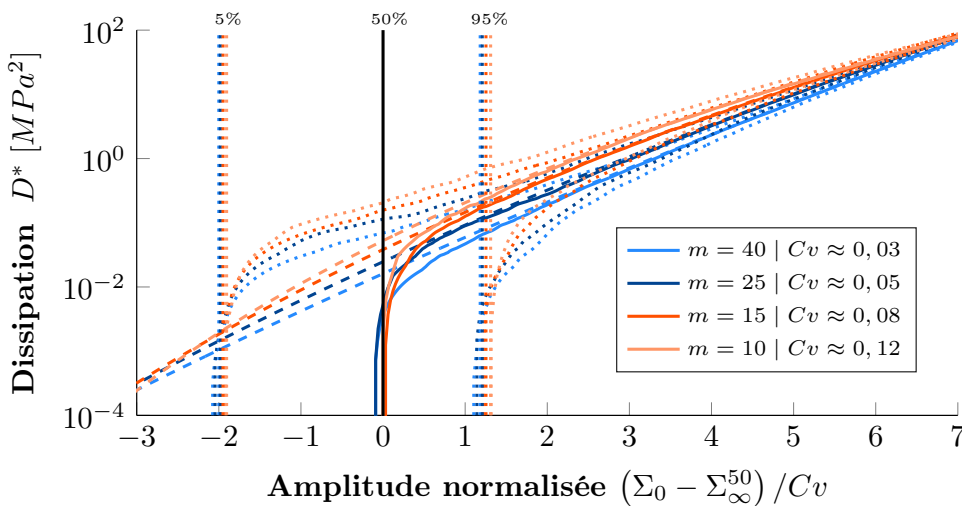 5% 50% 95%
10^2
10^0
10^{−2}
10^{−4}
Dissipation D* [MPa^2]
m = 40 | Cv ≈ 0, 03
m = 25 | Cv ≈ 0, 05
m = 15 | Cv ≈ 0, 08
m = 10 | Cv ≈ 0, 12
−3 −2 −1 0 1 2 3 4 5 6 7
Amplitude normalisée (Σ_0 − Σ_∞^{50}) /Cv